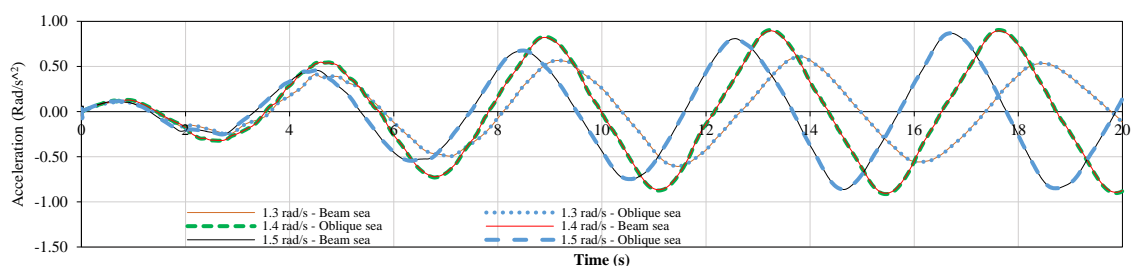 1.00
0.50
0.00
-0.50
-1.00
-1.50
Acceleration (Rad/s^2)
0 2 4 6 8 10 12 14 16 18 20
1.3 rad/s - Beam sea 1.3 rad/s - Oblique sea
1.4 rad/s - Oblique sea 1.4 rad/s - Beam sea
1.5 rad/s - Beam sea 1.5 rad/s - Oblique sea
Time (s)